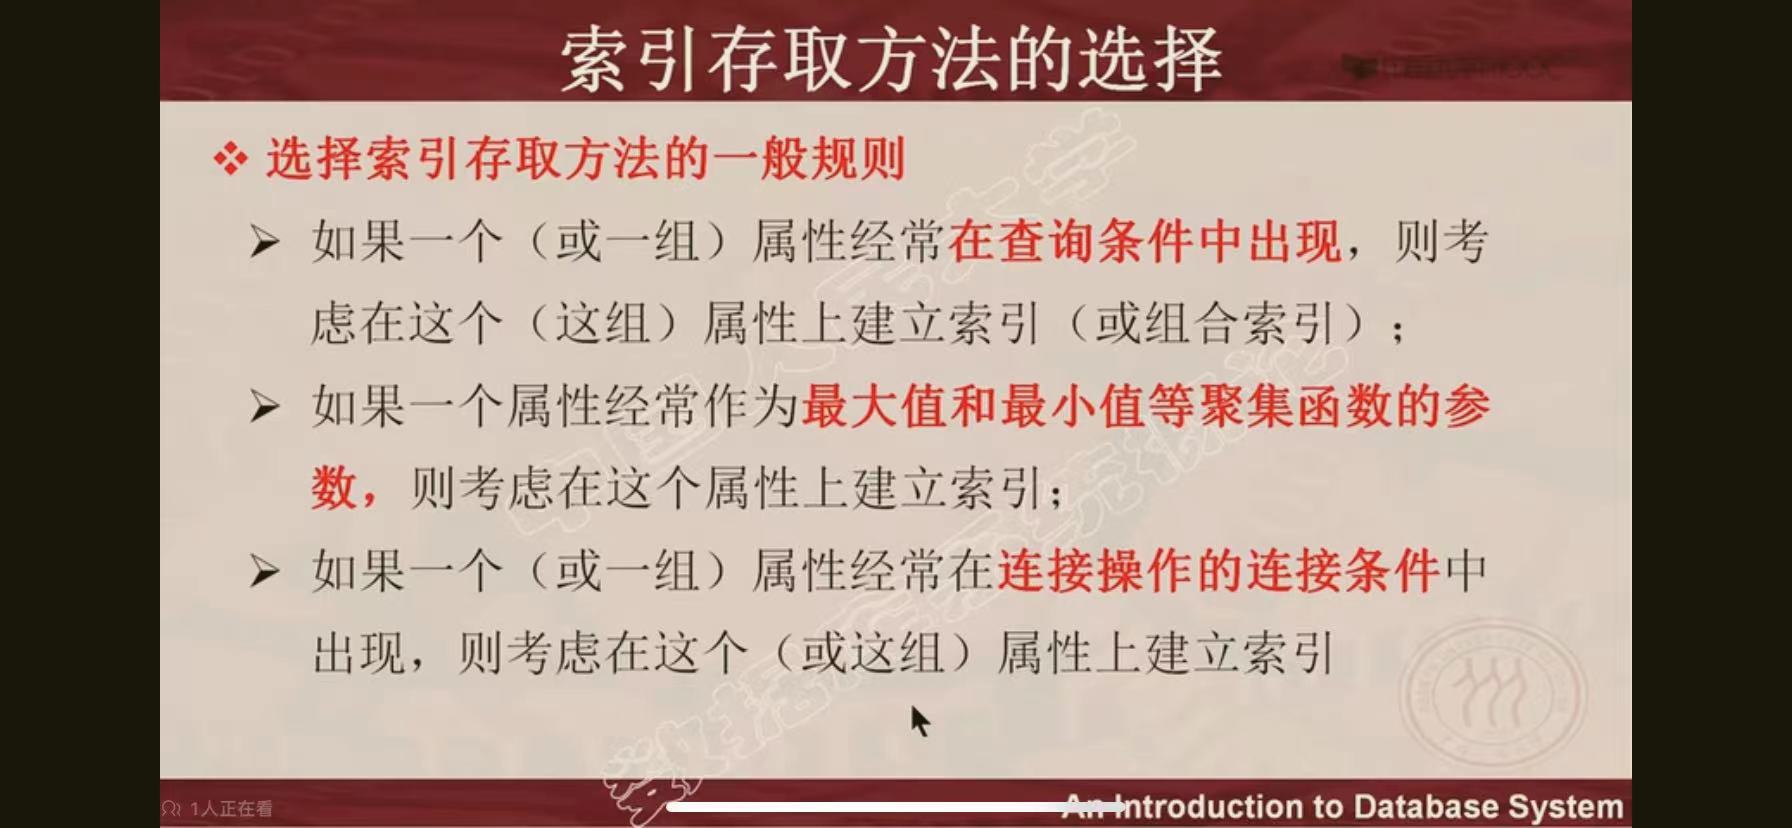 索引存取方法的选择
选择索引存取方法的一般规则
如果一个（或一组）属性经常在查询条件中出现，则考
虑在这个（这组）属性上建立索引（或组合索引）；
如果一个属性经常作为最大值和最小值等聚集函数的参
数，则考虑在这个属性上建立索引；
如果一个（或一组）属性经常在连接操作的连接条件中
出现，则考虑在这个（或这组）属性上建立索引
1人正在看
An Introduction to Database System